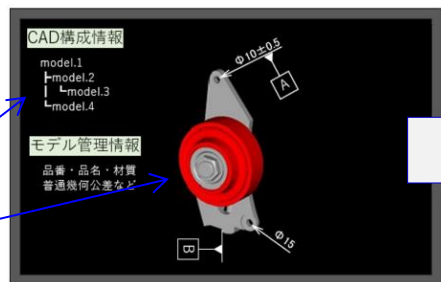 CAD構成情報
model.1
┣model.2
┃ ┗model.3
┗model.4
モデル管理情報
品番・品名・材質
普通幾何公差など
Φ10±0.5
A
B
Φ15